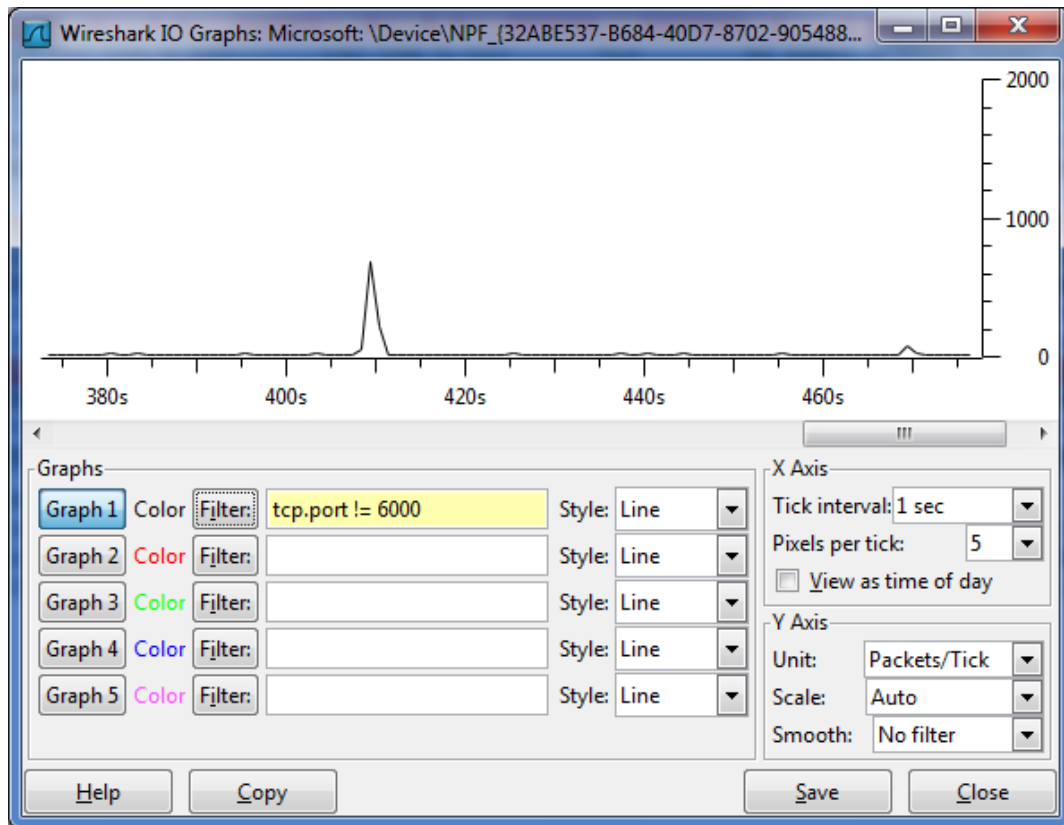 Wireshark IO Graphs: Microsoft: \Device\NPF_{32ABE537-B684-40D7-8702-905488...
2000
1000
0
380s 400s 420s 440s 460s
Graphs
Graph 1 Color Filter: tcp.port != 6000 Style: Line
Graph 2 Color Filter: Style: Line
Graph 3 Color Filter: Style: Line
Graph 4 Color Filter: Style: Line
Graph 5 Color Filter: Style: Line
X Axis
Tick interval: 1 sec
Pixels per tick: 5
View as time of day
Y Axis
Unit: Packets/Tick
Scale: Auto
Smooth: No filter
Help Copy Save Close